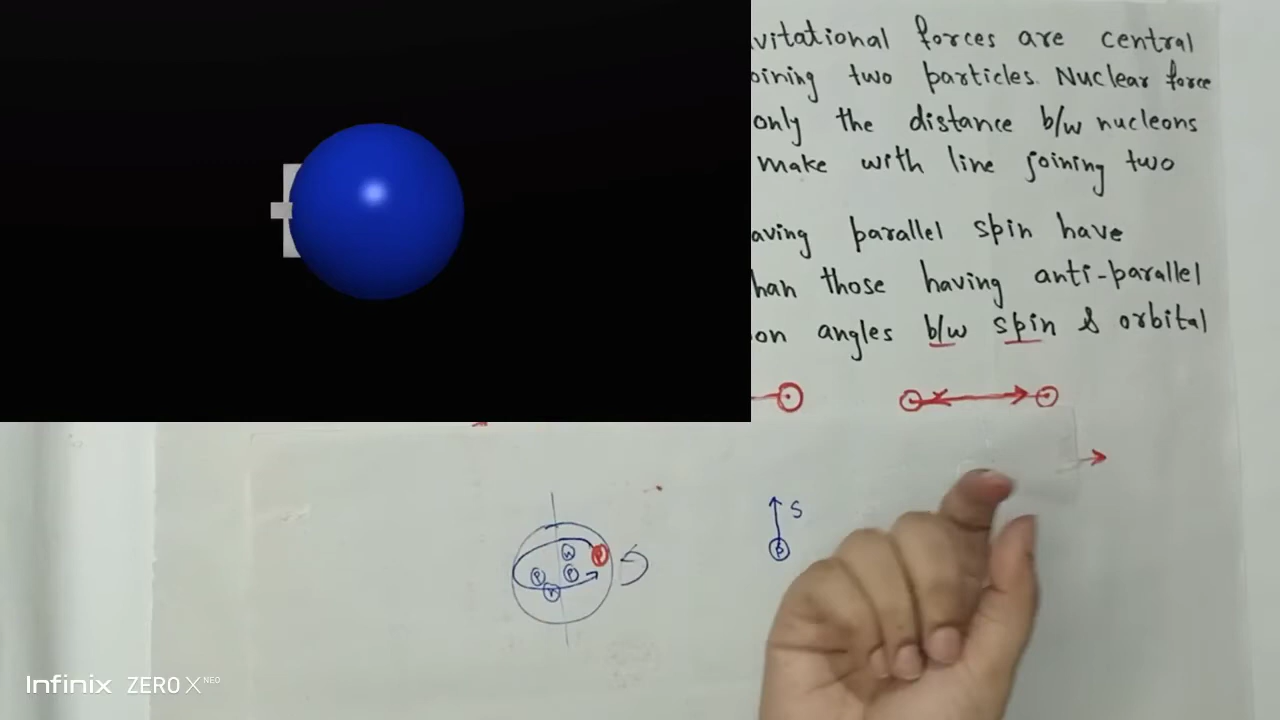 vitational forces are central
oining two particles. Nuclear force
only the distance b/w nucleons
make with line joining two
aving parallel spin have
han those having anti-parallel
on angles b/w spin & orbital
S
n p
p p
n
p
Infinix ZERO X NEO